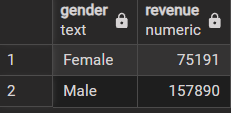 gender revenue
text numeric
1 Female 75191
2 Male 157890